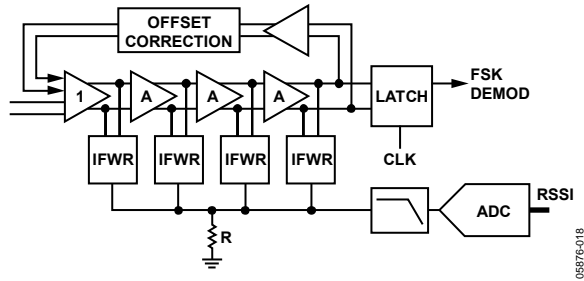 OFFSET
CORRECTION
1
A
A
A
LATCH
FSK
DEMOD
IFWR
IFWR
IFWR
IFWR
CLK
R
ADC
RSSI
05876-018